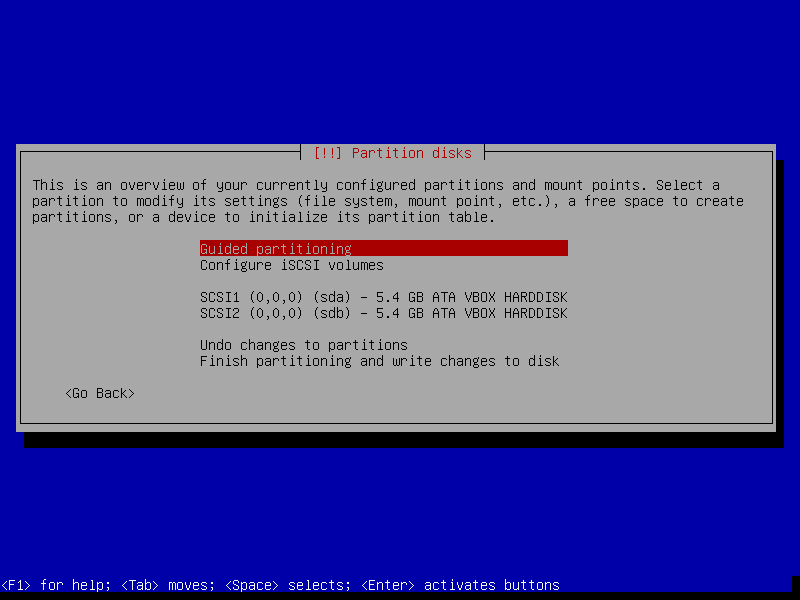 [!!] Partition disks
This is an overview of your currently configured partitions and mount points. Select a
partition to modify its settings (file system, mount point, etc.), a free space to create
partitions, or a device to initialize its partition table.
Guided partitioning
Configure iSCSI volumes
SCSI1 (0,0,0) (sda) - 5.4 GB ATA VBOX HARDDISK
SCSI2 (0,0,0) (sdb) - 5.4 GB ATA VBOX HARDDISK
Undo changes to partitions
Finish partitioning and write changes to disk
<Go Back>
<F1> for help; <Tab> moves; <Space> selects; <Enter> activates buttons